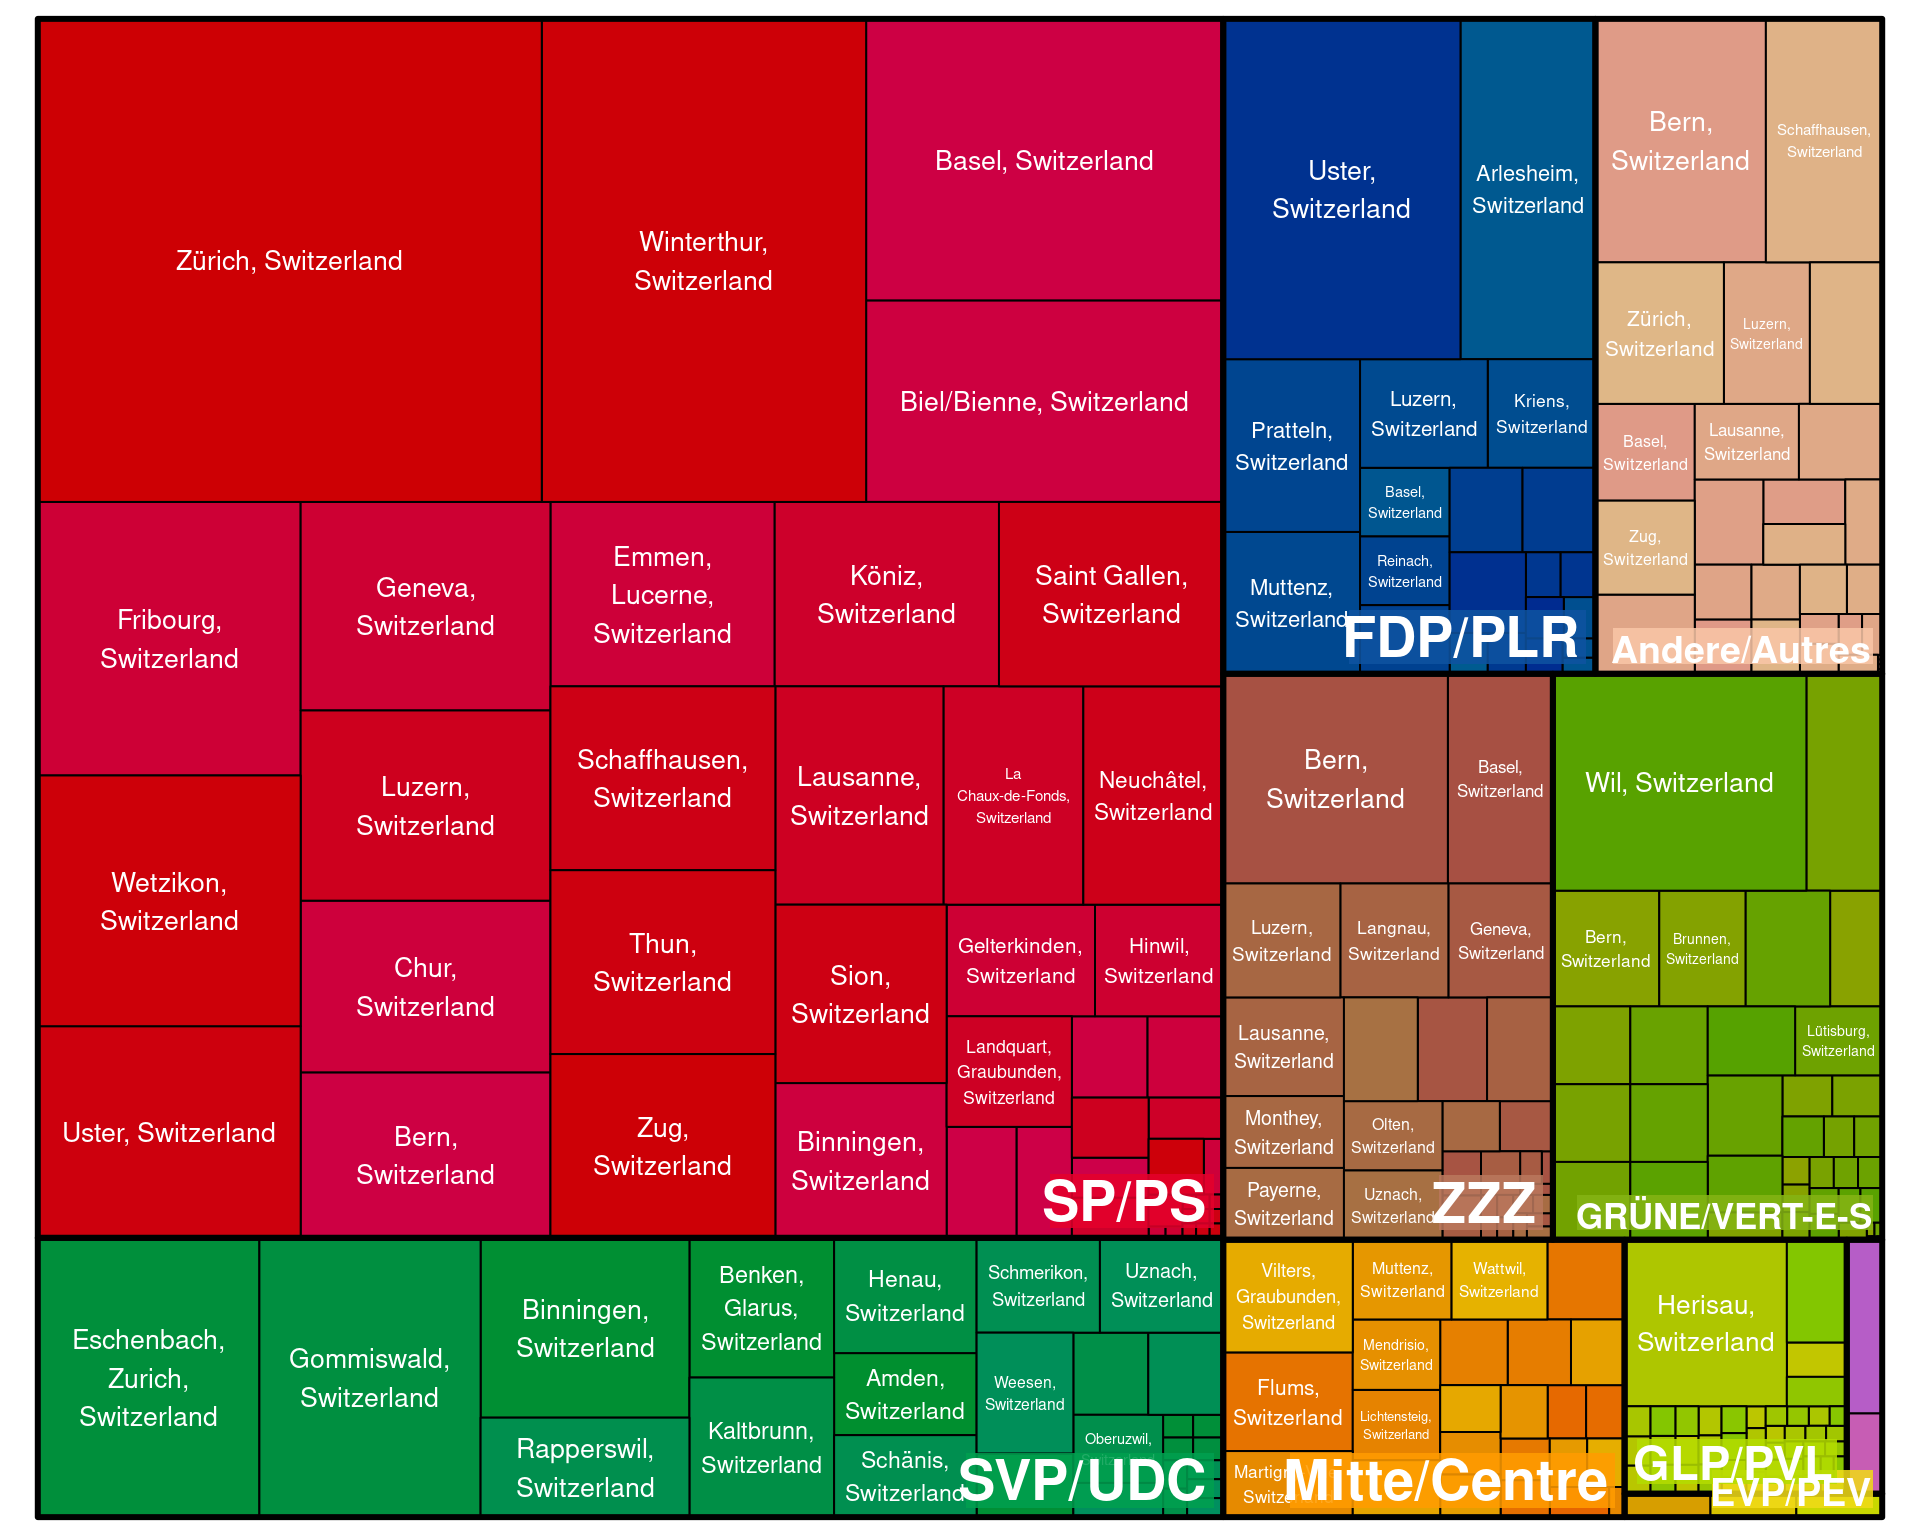 Zürich, Switzerland
Winterthur,
Switzerland
Basel, Switzerland
Biel/Bienne, Switzerland
Fribourg,
Switzerland
Wetzikon,
Switzerland
Uster, Switzerland
Geneva,
Switzerland
Luzern,
Switzerland
Chur,
Switzerland
Bern,
Switzerland
Emmen,
Lucerne,
Switzerland
Schaffhausen,
Switzerland
Thun,
Switzerland
Zug,
Switzerland
Köniz,
Switzerland
Saint Gallen,
Switzerland
Lausanne,
Switzerland
La
Chaux-de-Fonds,
Switzerland
Neuchâtel,
Switzerland
Sion,
Switzerland
Binningen,
Switzerland
Gelterkinden,
Switzerland
Hinwil,
Switzerland
Landquart,
Graubunden,
Switzerland
SP/PS
Uster,
Switzerland
Arlesheim,
Switzerland
Pratteln,
Switzerland
Muttenz,
Switzerland
Luzern,
Switzerland
Kriens,
Switzerland
Basel,
Switzerland
Reinach,
Switzerland
FDP/PLR
Bern,
Switzerland
Schaffhausen,
Switzerland
Zürich,
Switzerland
Luzern,
Switzerland
Basel,
Switzerland
Lausanne,
Switzerland
Zug,
Switzerland
Andere/Autres
Bern,
Switzerland
Basel,
Switzerland
Luzern,
Switzerland
Langnau,
Switzerland
Geneva,
Switzerland
Lausanne,
Switzerland
Monthey,
Switzerland
Payerne,
Switzerland
Olten,
Switzerland
Uznach,
Switzerland
ZZZ
Wil, Switzerland
Bern,
Switzerland
Brunnen,
Switzerland
Lütisburg,
Switzerland
GRÜNE/VERT-E-S
Eschenbach,
Zurich,
Switzerland
Gommiswald,
Switzerland
Binningen,
Switzerland
Rapperswil,
Switzerland
Benken,
Glarus,
Switzerland
Kaltbrunn,
Switzerland
Henau,
Switzerland
Amden,
Switzerland
Schänis,
Switzerland
Schmerikon,
Switzerland
Uznach,
Switzerland
Weesen,
Switzerland
Oberuzwil,
SVP/UDC
Vilters,
Graubunden,
Switzerland
Flums,
Switzerland
Muttenz,
Switzerland
Wattwil,
Switzerland
Mendrisio,
Switzerland
Lichtensteig,
Switzerland
Mitte/Centre
Herisau,
Switzerland
GLP/PVL
EVP/PEV